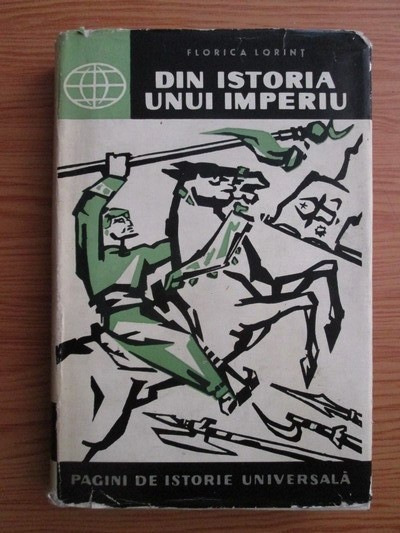 FLORICA LORINȚ
DIN ISTORIA
UNUI IMPERIU
PAGINI DE ISTORIE UNIVERSALĂ